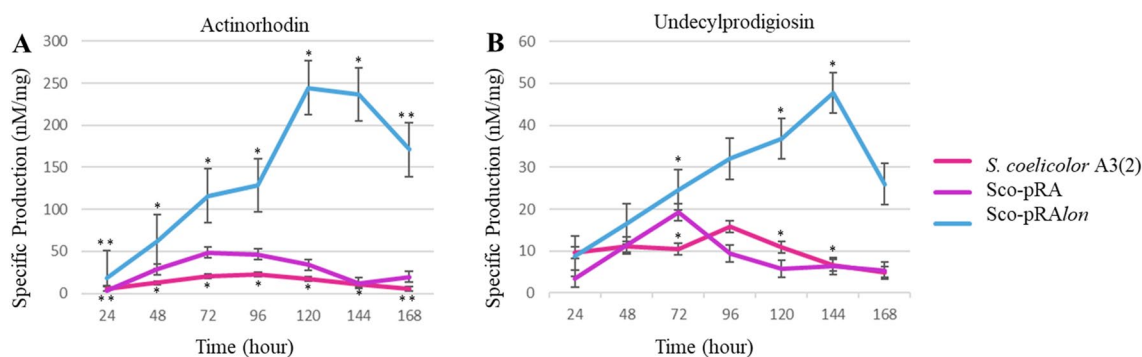 A
Actinorhodin
Specific Production (nM/mg)
300
250
200
150
100
50
0
** * * * * * **
** * * * * * **
24 48 72 96 120 144 168
Time (hour)
B
Undecylprodigiosin
Specific Production (nM/mg)
60
50
40
30
20
10
0
* * *
* * *
24 48 72 96 120 144 168
Time (hour)
S. coelicolor A3(2)
Sco-pRA
Sco-pRAlon